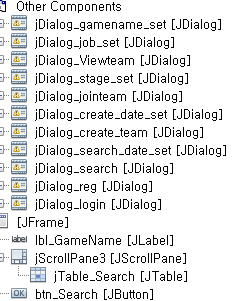 Other Components
jDialog_gamename_set [JDialog]
jDialog_job_set [JDialog]
jDialog_Viewteam [JDialog]
jDialog_stage_set [JDialog]
jDialog_jointeam [JDialog]
jDialog_create_date_set [JDialog]
jDialog_create_team [JDialog]
jDialog_search_date_set [JDialog]
jDialog_search [JDialog]
jDialog_reg [JDialog]
jDialog_login [JDialog]
[JFrame]
label lbl_GameName [JLabel]
jScrollPane3 [JScrollPane]
jTable_Search [JTable]
OK btn_Search [JButton]